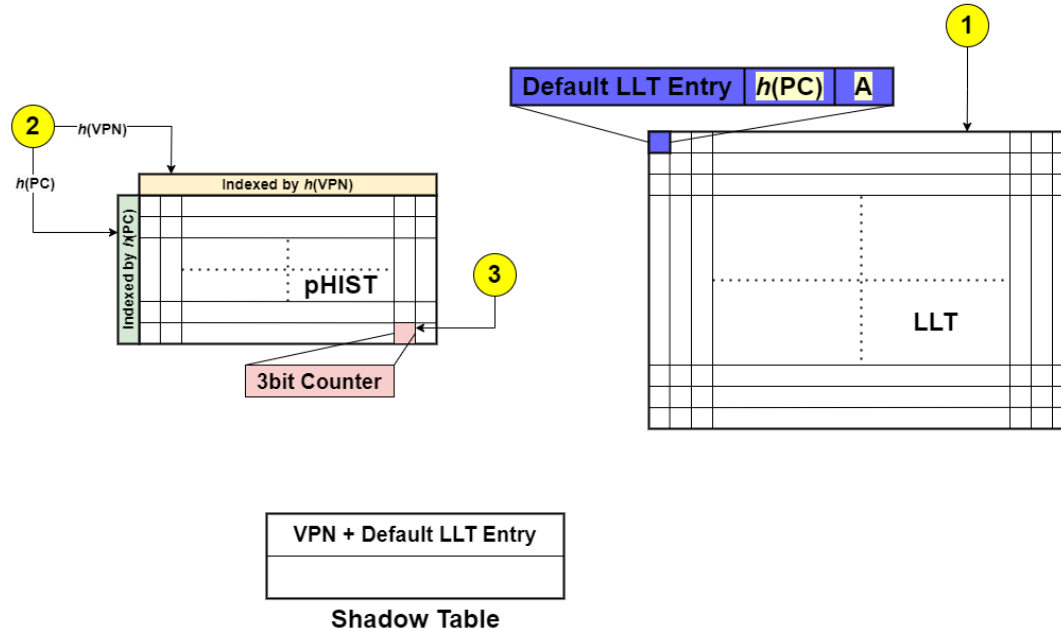 1
Default LLT Entry h(PC) A
2
h(VPN)
h(PC)
Indexed by h(VPN)
Indexed by h(PC)
pHIST
3
3bit Counter
LLT
VPN + Default LLT Entry
Shadow Table